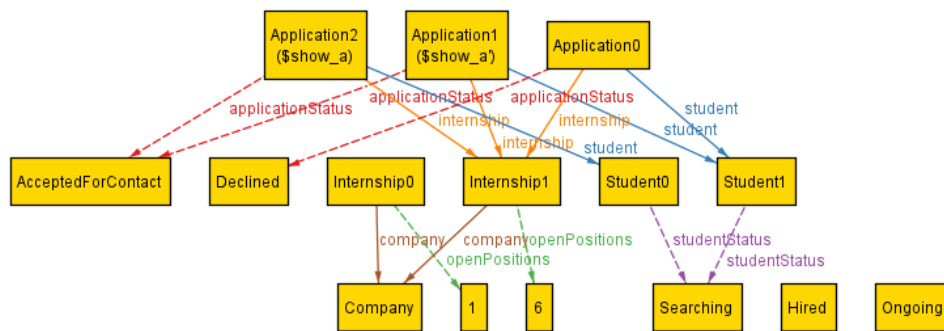 Application2
($show_a)
Application1
($show_a')
Application0
applicationStatus
applicationStatus
applicationStatus
student
internship
internship
student
internship
student
AcceptedForContact
Declined
Internship0
Internship1
Student0
Student1
company
company
openPositions
openPositions
studentStatus
studentStatus
Company
1
6
Searching
Hired
Ongoing